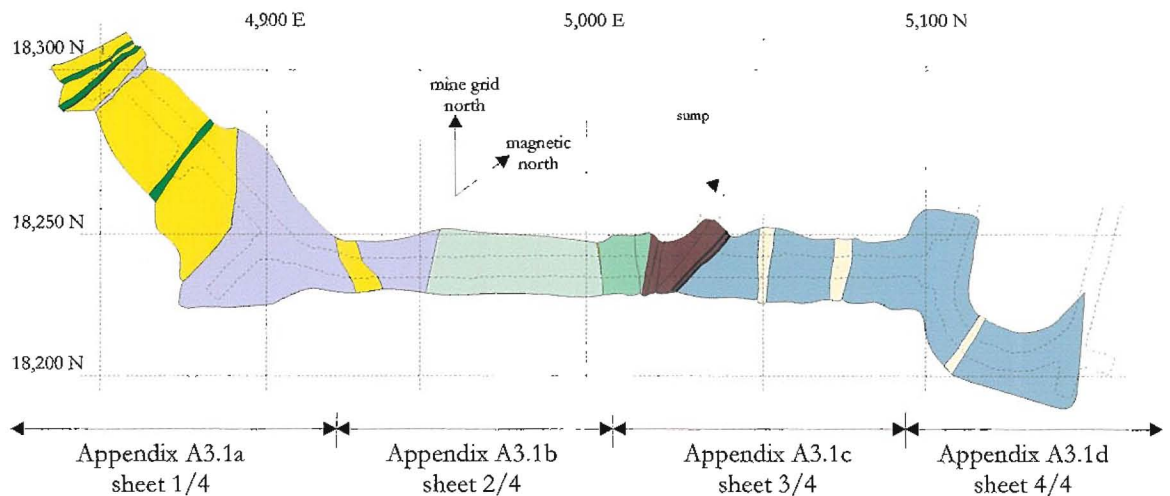 4,900 E
5,000 E
5,100 N
18,300 N
mine grid
north
magnetic
north
sump
18,250 N
18,200 N
Appendix A3.1a
sheet 1/4
Appendix A3.1b
sheet 2/4
Appendix A3.1c
sheet 3/4
Appendix A3.1d
sheet 4/4